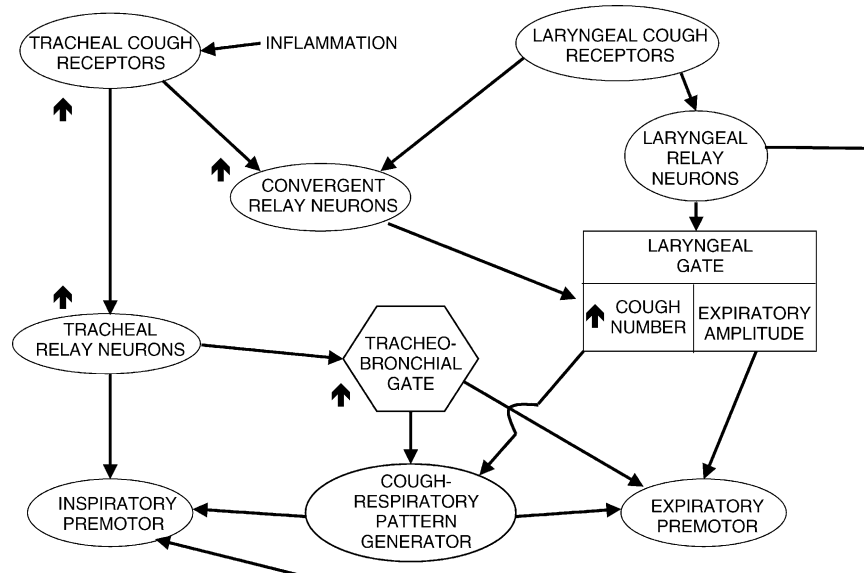 TRACHEAL COUGH
RECEPTORS
INFLAMMATION
LARYNGEAL COUGH
RECEPTORS
LARYNGEAL
RELAY
NEURONS
CONVERGENT
RELAY NEURONS
LARYNGEAL
GATE
COUGH
NUMBER
EXPIRATORY
AMPLITUDE
TRACHEAL
RELAY NEURONS
TRACHEO-
BRONCHIAL
GATE
INSPIRATORY
PREMOTOR
COUGH-
RESPIRATORY
PATTERN
GENERATOR
EXPIRATORY
PREMOTOR